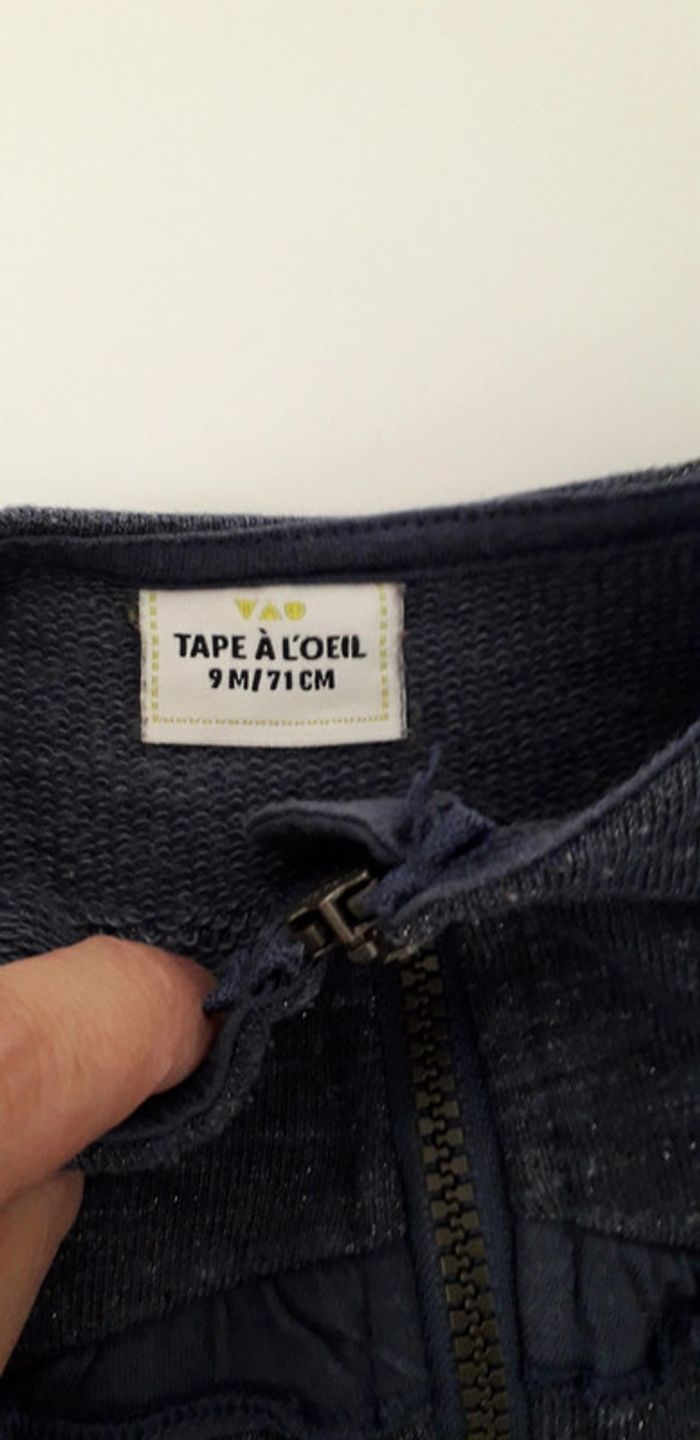 TAO
TAPE À L'OEIL
9 M/71 CM